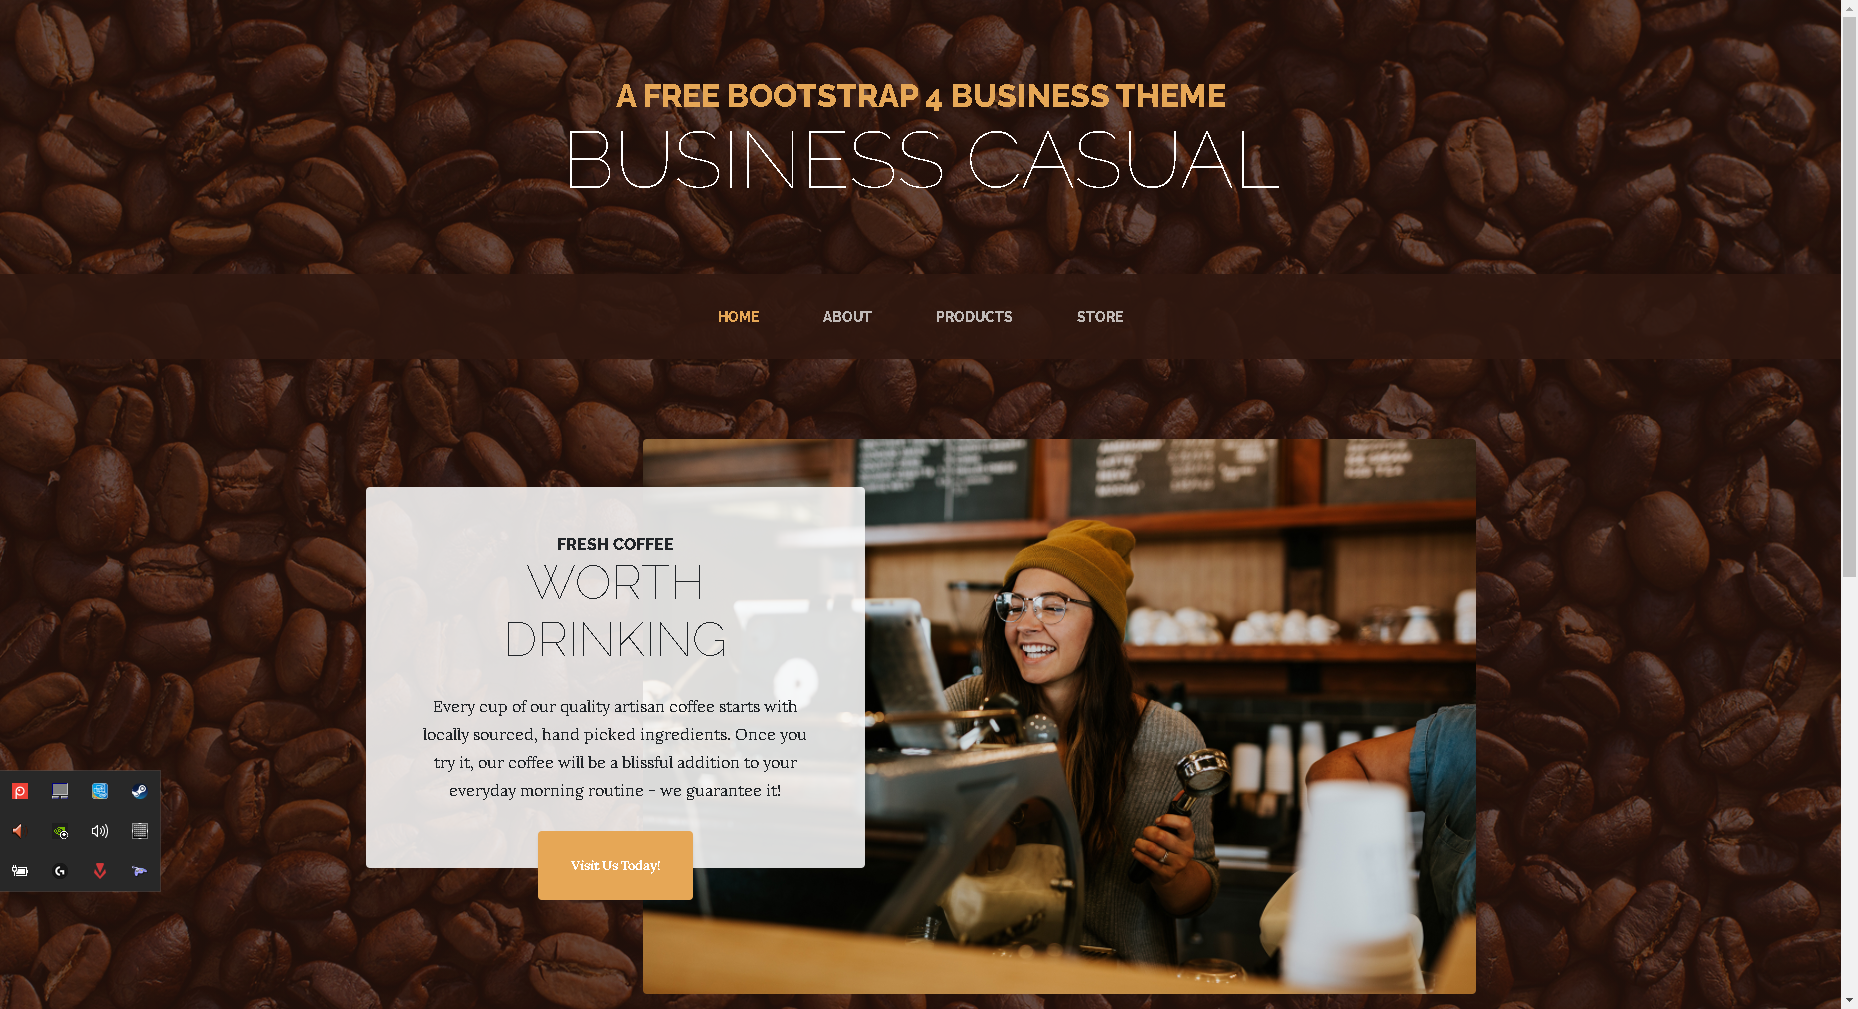 A FREE BOOTSTRAP 4 BUSINESS THEME
BUSINESS CASUAL
HOME ABOUT PRODUCTS STORE
FRESH COFFEE
WORTH
DRINKING
Every cup of our quality artisan coffee starts with
locally sourced, hand picked ingredients. Once you
try it, our coffee will be a blissful addition to your
everyday morning routine - we guarantee it!
Visit Us Today!